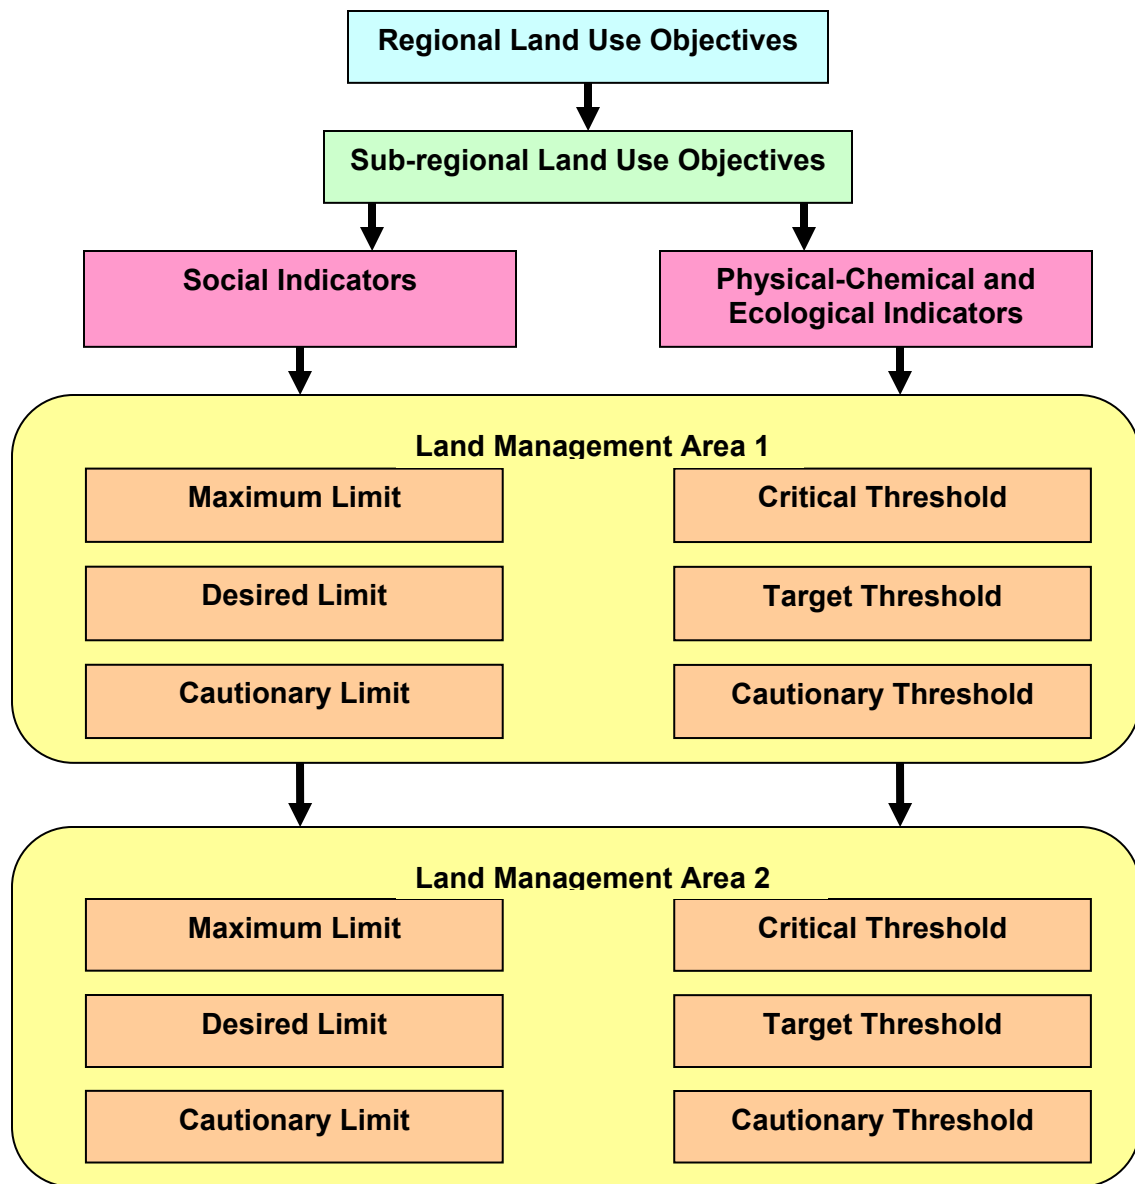 Regional Land Use Objectives
Sub-regional Land Use Objectives
Social Indicators
Physical-Chemical and
Ecological Indicators
Land Management Area 1
Maximum Limit
Critical Threshold
Desired Limit
Target Threshold
Cautionary Limit
Cautionary Threshold
Land Management Area 2
Maximum Limit
Critical Threshold
Desired Limit
Target Threshold
Cautionary Limit
Cautionary Threshold